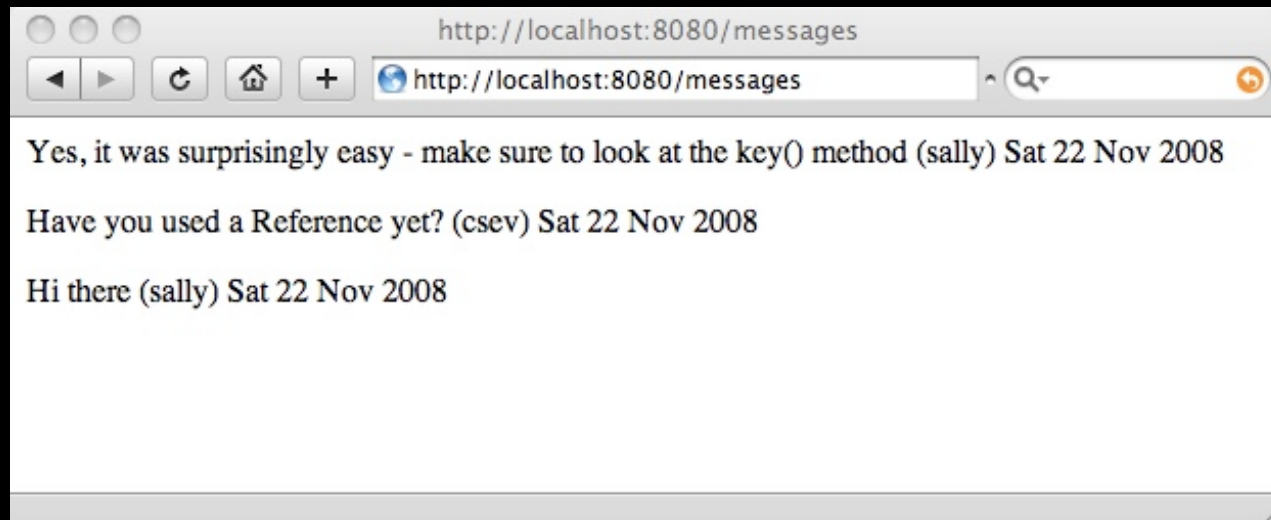 http://localhost:8080/messages
http://localhost:8080/messages
Yes, it was surprisingly easy - make sure to look at the key() method (sally) Sat 22 Nov 2008
Have you used a Reference yet? (csev) Sat 22 Nov 2008
Hi there (sally) Sat 22 Nov 2008